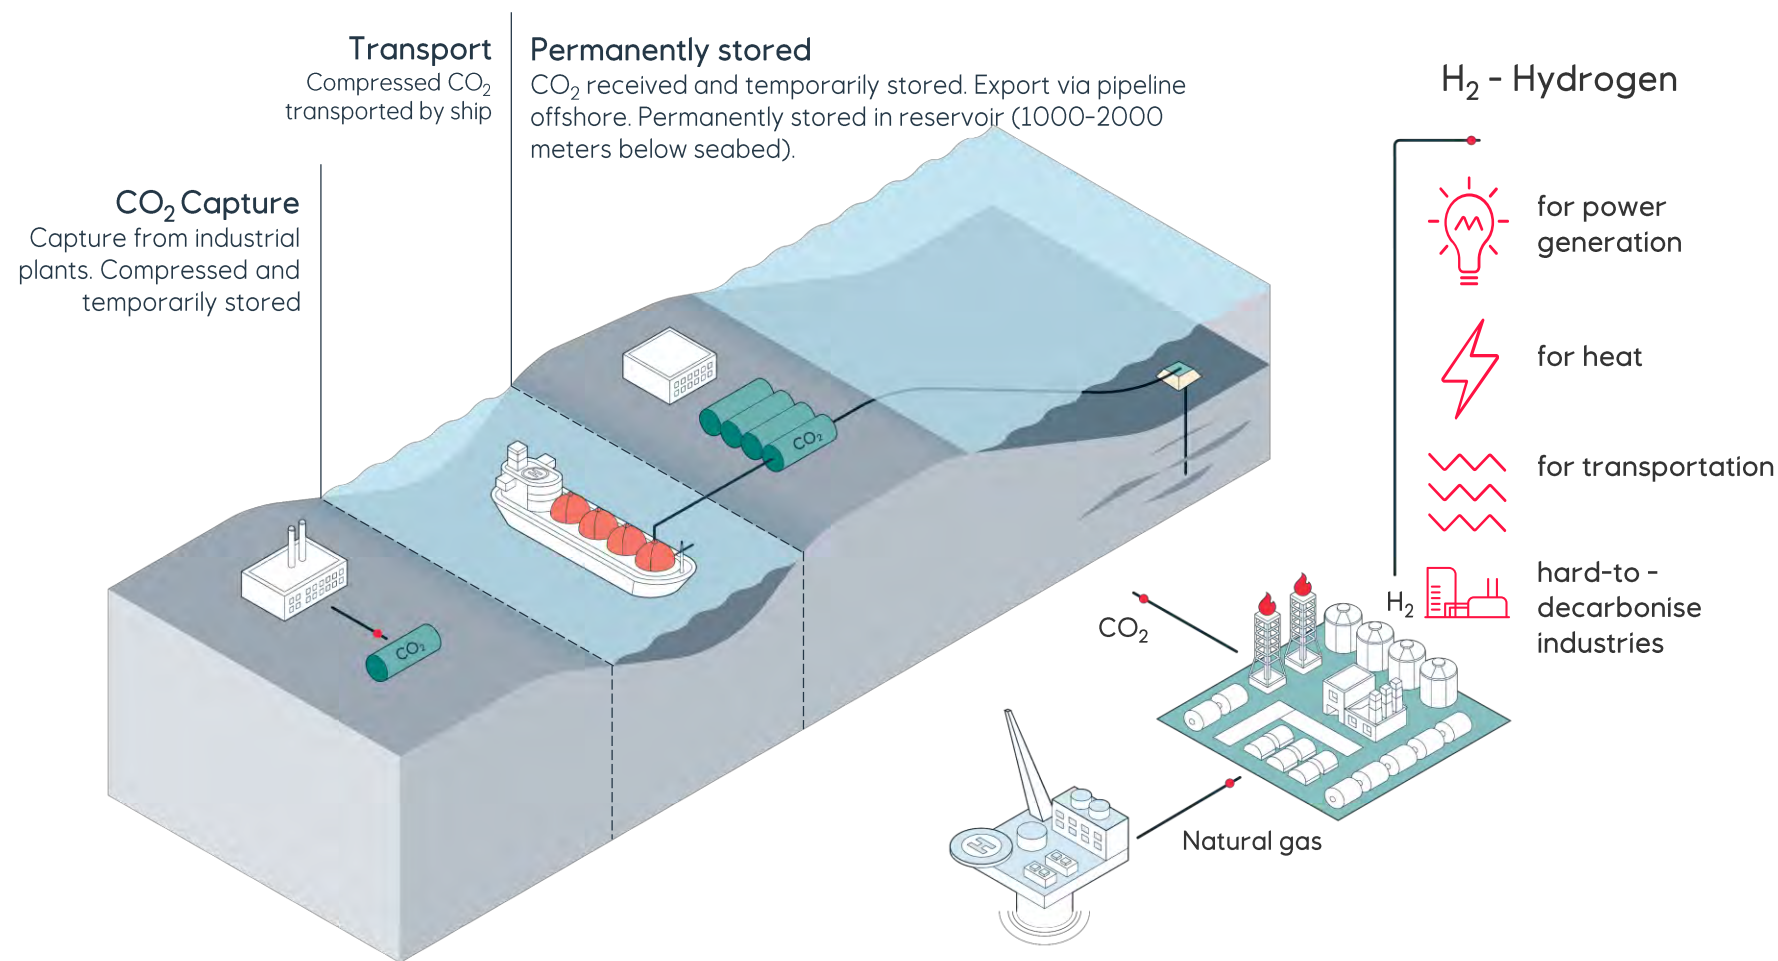 Transport
Compressed CO₂
transported by ship
Permanently stored
CO₂ received and temporarily stored. Export via pipeline
offshore. Permanently stored in reservoir (1000-2000
meters below seabed).
CO₂ Capture
Capture from industrial
plants. Compressed and
temporarily stored
CO₂
CO₂
H
H₂ - Hydrogen
for power
generation
for heat
for transportation
hard-to -
decarbonise
industries
H₂
CO₂
Natural gas
H